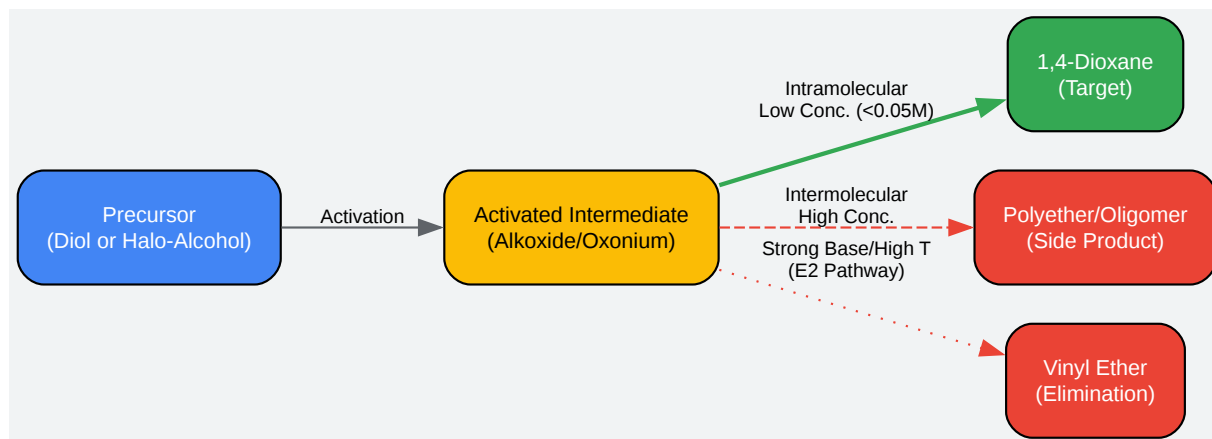 Precursor
(Diol or Halo-Alcohol)
Activation
Activated Intermediate
(Alkoxide/Oxonium)
Intramolecular
Low Conc. (<0.05M)
1,4-Dioxane
(Target)
Intermolecular
High Conc.
Polyether/Oligomer
(Side Product)
Strong Base/High T
(E2 Pathway)
Vinyl Ether
(Elimination)